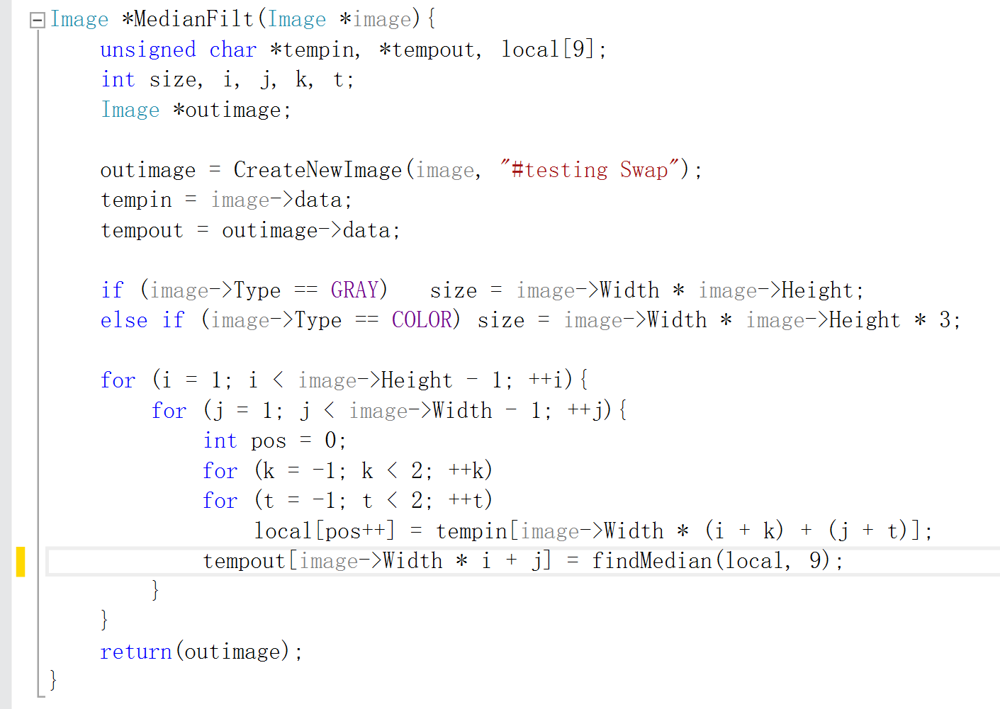 Image *MedianFilt(Image *image){
unsigned char *tempin, *tempout, local[9];
int size, i, j, k, t;
Image *outimage;
outimage = CreateNewImage(image, "#testing Swap");
tempin = image->data;
tempout = outimage->data;
if (image->Type == GRAY)   size = image->Width * image->Height;
else if (image->Type == COLOR) size = image->Width * image->Height * 3;
for (i = 1; i < image->Height - 1; ++i){
for (j = 1; j < image->Width - 1; ++j){
int pos = 0;
for (k = -1; k < 2; ++k)
for (t = -1; t < 2; ++t)
local[pos++] = tempin[image->Width * (i + k) + (j + t)];
tempout[image->Width * i + j] = findMedian(local, 9);
}
}
return(outimage);
}